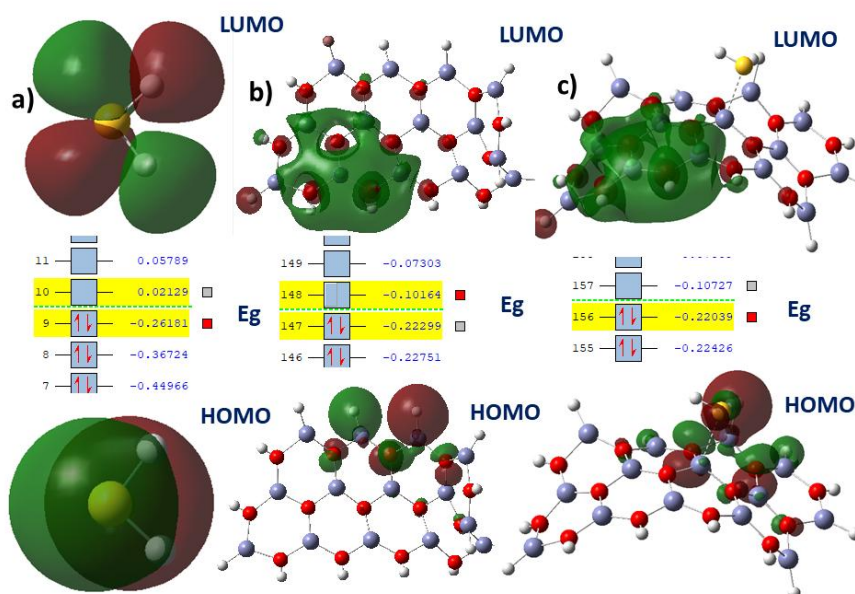 LUMO
a)
LUMO
b)
LUMO
c)
11 0.05789
10 0.02129
9 -0.26181
8 -0.36724
7 -0.44966
Eg
149 -0.07303
148 -0.10164
147 -0.22299
146 -0.22751
Eg
157 -0.10727
156 -0.22039
155 -0.22426
Eg
HOMO
HOMO
HOMO